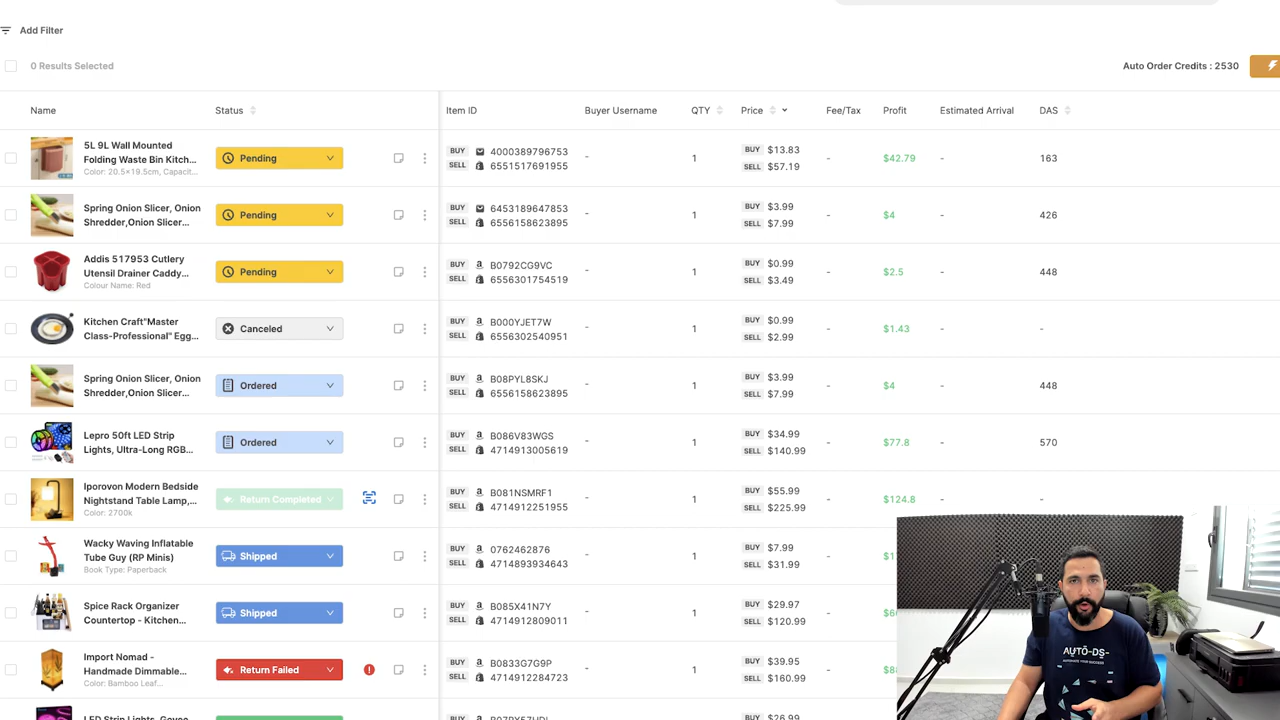 Add Filter
0 Results Selected
Auto Order Credits : 2530
Name Status Item ID Buyer Username QTY Price Fee/Tax Profit Estimated Arrival DAS
5L 9L Wall Mounted
Folding Waste Bin Kitch...
Color: 20.5x19.5cm, Capacit...
Pending
BUY 4000389796753
SELL 6551517691955
- 1
BUY $13.83
SELL $57.19
- $42.79 - 163
Spring Onion Slicer, Onion
Shredder,Onion Slicer...
Pending
BUY 6453189647853
SELL 6556158623895
- 1
BUY $3.99
SELL $7.99
- $4 - 426
Addis 517953 Cutlery
Utensil Drainer Caddy...
Colour Name: Red
Pending
BUY B0792CG9VC
SELL 6556301754519
- 1
BUY $0.99
SELL $3.49
- $2.5 - 448
Kitchen Craft"Master
Class-Professional" Egg...
Canceled
BUY B000YJET7W
SELL 6556302540951
- 1
BUY $0.99
SELL $2.99
- $1.43 - -
Spring Onion Slicer, Onion
Shredder,Onion Slicer...
Ordered
BUY B08PYL8SKJ
SELL 6556158623895
- 1
BUY $3.99
SELL $7.99
- $4 - 448
Lepro 50ft LED Strip
Lights, Ultra-Long RGB...
Ordered
BUY B086V83WGS
SELL 4714913005619
- 1
BUY $34.99
SELL $140.99
- $77.8 - 570
Iporovon Modern Bedside
Nightstand Table Lamp,...
Color: 2700k
Return Completed
BUY B081NSMRF1
SELL 4714912251955
- 1
BUY $55.99
SELL $225.99
- $124.8 - -
Wacky Waving Inflatable
Tube Guy (RP Minis)
Book Type: Paperback
Shipped
BUY 0762462876
SELL 4714893934643
- 1
BUY $7.99
SELL $31.99
-
Spice Rack Organizer
Countertop - Kitchen...
Shipped
BUY B085X41N7Y
SELL 4714912809011
- 1
BUY $29.97
SELL $120.99
-
Import Nomad -
Handmade Dimmable...
Color: Bamboo Leaf...
Return Failed
BUY B0833G7G9P
SELL 4714912284723
- 1
BUY $39.95
SELL $160.99
-
AUTO-DS-
AUTOMATE YOUR SUCCESS
LED Strip Lights, Govee
BUY
BUY $26.99